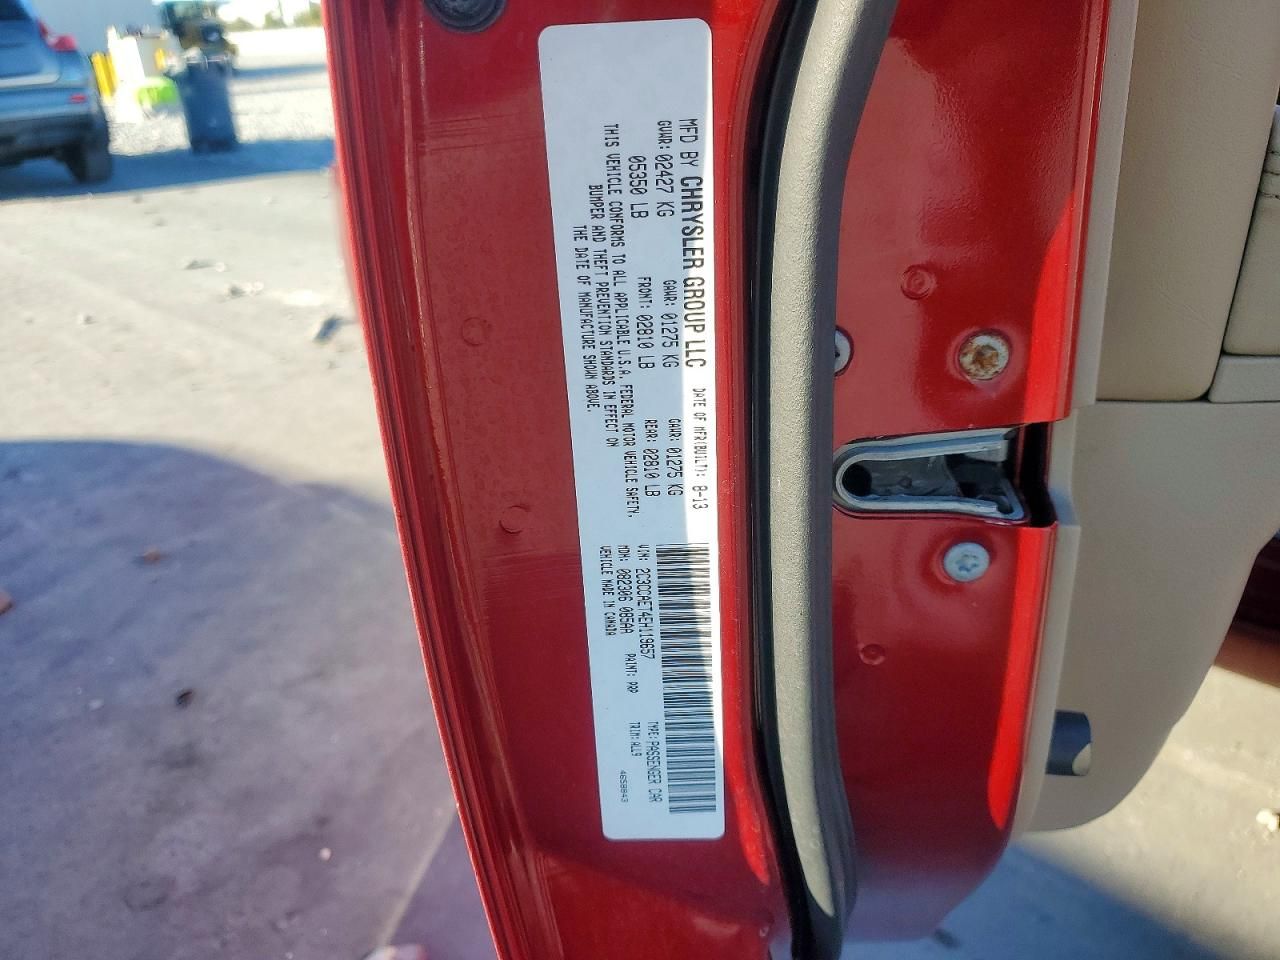 MFD BY CHRYSLER GROUP LLC DATE OF MFR(BUILT): 8-13
GVWR: 02427 KG GAWR: 01275 KG GAWR: 01275 KG
05350 LB FRONT: 02810 LB REAR: 02810 LB
THIS VEHICLE CONFORMS TO ALL APPLICABLE U.S.A. FEDERAL MOTOR VEHICLE SAFETY,
BUMPER AND THEFT PREVENTION STANDARDS IN EFFECT ON
THE DATE OF MANUFACTURE SHOWN ABOVE.
VIN: 2C3CCAET4EH119657 TYPE: PASSENGER CAR
MDH: 082306 085AA PAINT: PRP TRIM: ALL9
VEHICLE MADE IN CANADA 4658843